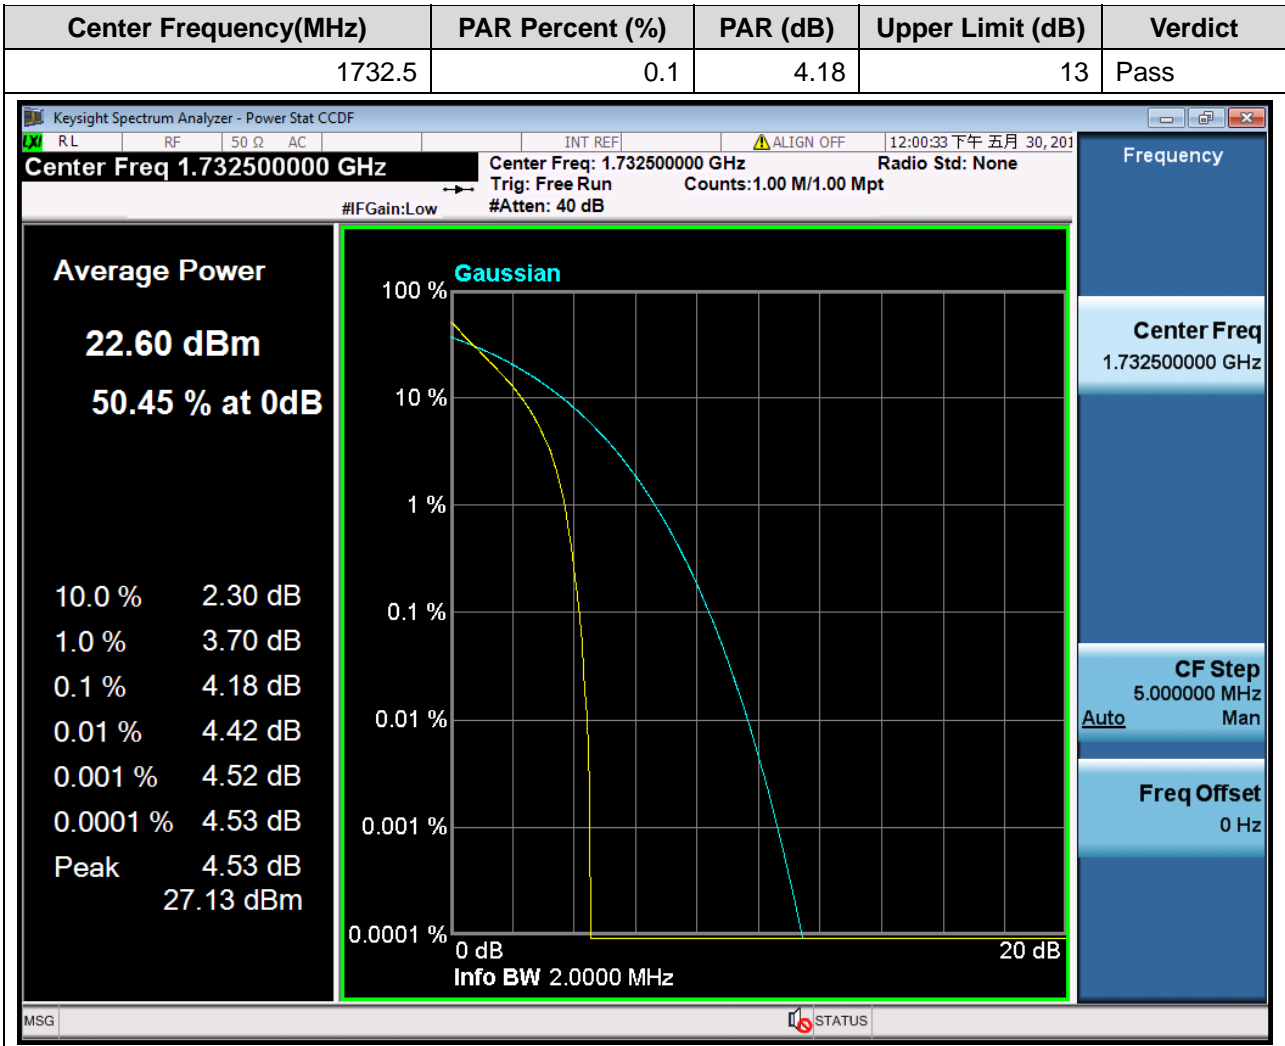 Center Frequency(MHz) PAR Percent (%) PAR (dB) Upper Limit (dB) Verdict
1732.5 0.1 4.18 13 Pass
Keysight Spectrum Analyzer - Power Stat CCDF
LXI RL RF 50 Ω AC INT REF ALIGN OFF 12:00:33 下午 五月 30, 201
Center Freq 1.732500000 GHz
Center Freq: 1.732500000 GHz Radio Std: None
Trig: Free Run Counts:1.00 M/1.00 Mpt
#IFGain:Low #Atten: 40 dB
Average Power
22.60 dBm
50.45 % at 0dB
10.0 % 2.30 dB
1.0 % 3.70 dB
0.1 % 4.18 dB
0.01 % 4.42 dB
0.001 % 4.52 dB
0.0001 % 4.53 dB
Peak 4.53 dB
27.13 dBm
Gaussian
100 %
10 %
1 %
0.1 %
0.01 %
0.001 %
0.0001 %
0 dB 20 dB
Info BW 2.0000 MHz
Frequency
Center Freq
1.732500000 GHz
CF Step
5.000000 MHz
Auto Man
Freq Offset
0 Hz
MSG STATUS